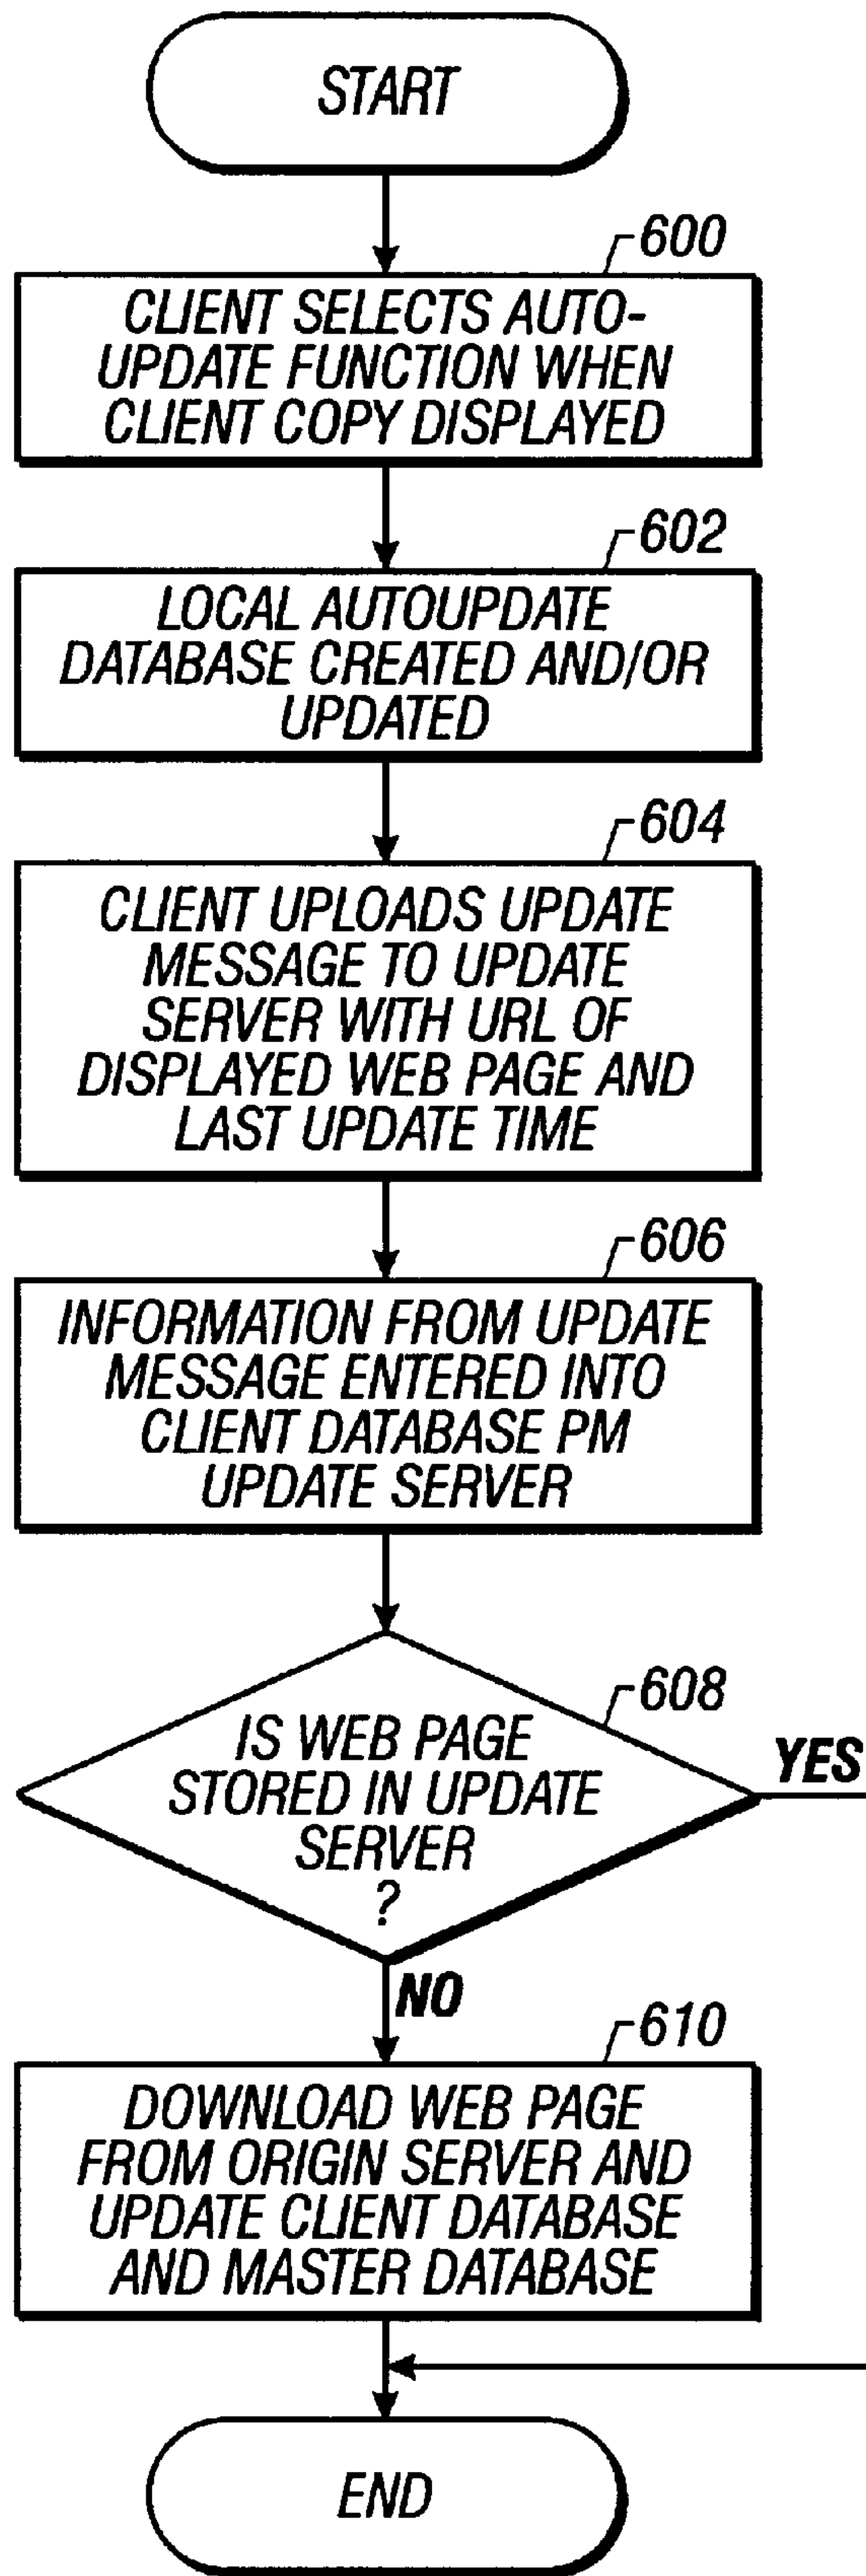 START
600
CLIENT SELECTS AUTO-
UPDATE FUNCTION WHEN
CLIENT COPY DISPLAYED
602
LOCAL AUTOUPDATE
DATABASE CREATED AND/OR
UPDATED
604
CLIENT UPLOADS UPDATE
MESSAGE TO UPDATE
SERVER WITH URL OF
DISPLAYED WEB PAGE AND
LAST UPDATE TIME
606
INFORMATION FROM UPDATE
MESSAGE ENTERED INTO
CLIENT DATABASE PM
UPDATE SERVER
608
IS WEB PAGE
STORED IN UPDATE
SERVER
?
YES
NO
610
DOWNLOAD WEB PAGE
FROM ORIGIN SERVER AND
UPDATE CLIENT DATABASE
AND MASTER DATABASE
END